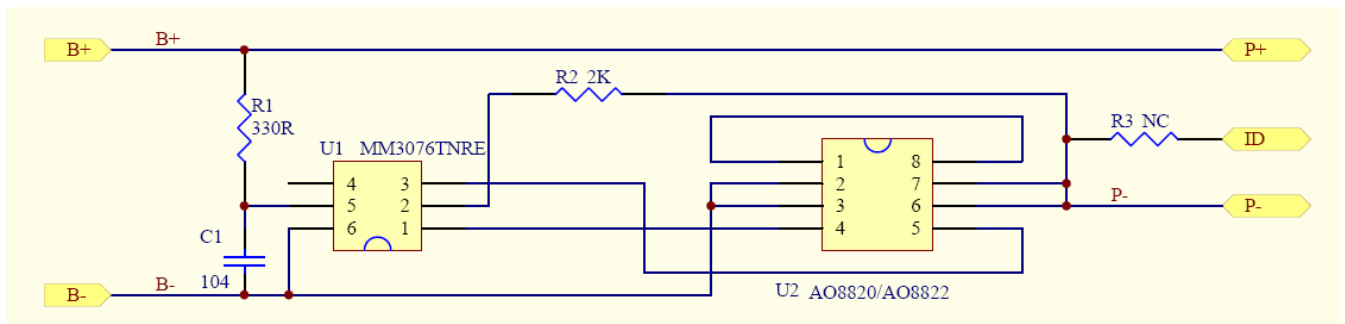 B+ B+ P+
R2 2K
R1
330R
R3 NC ID
U1 MM3076TNRE
4 3
5 2
6 1
1 8
2 7
3 6
4 5
P- P-
C1
104
B- B-
U2 AO8820/AO8822